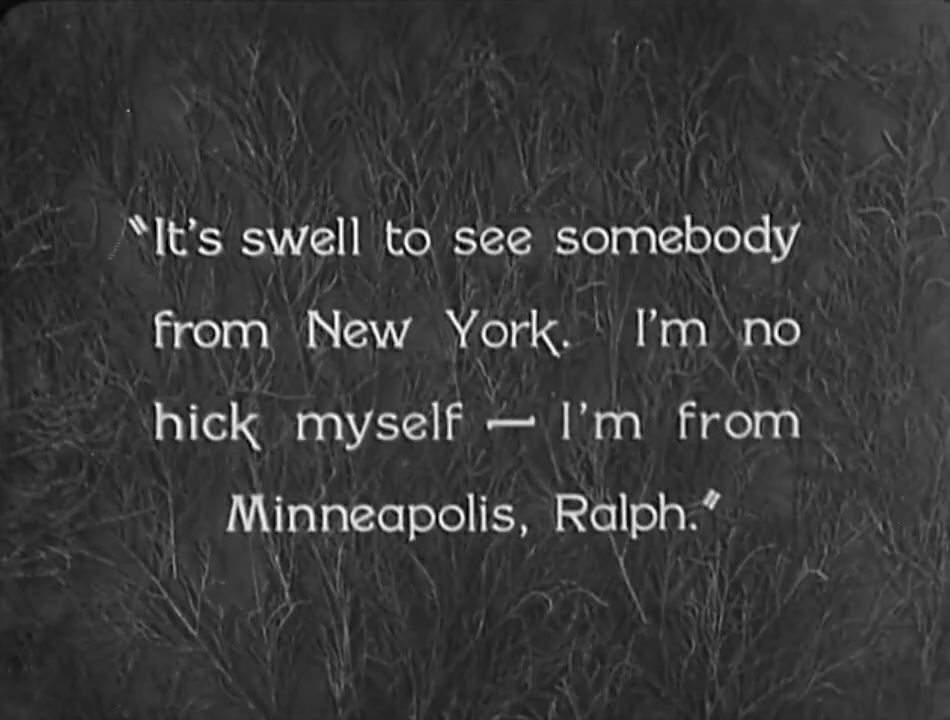 "It's swell to see somebody
from New York. I'm no
hick myself — I'm from
Minneapolis, Ralph."